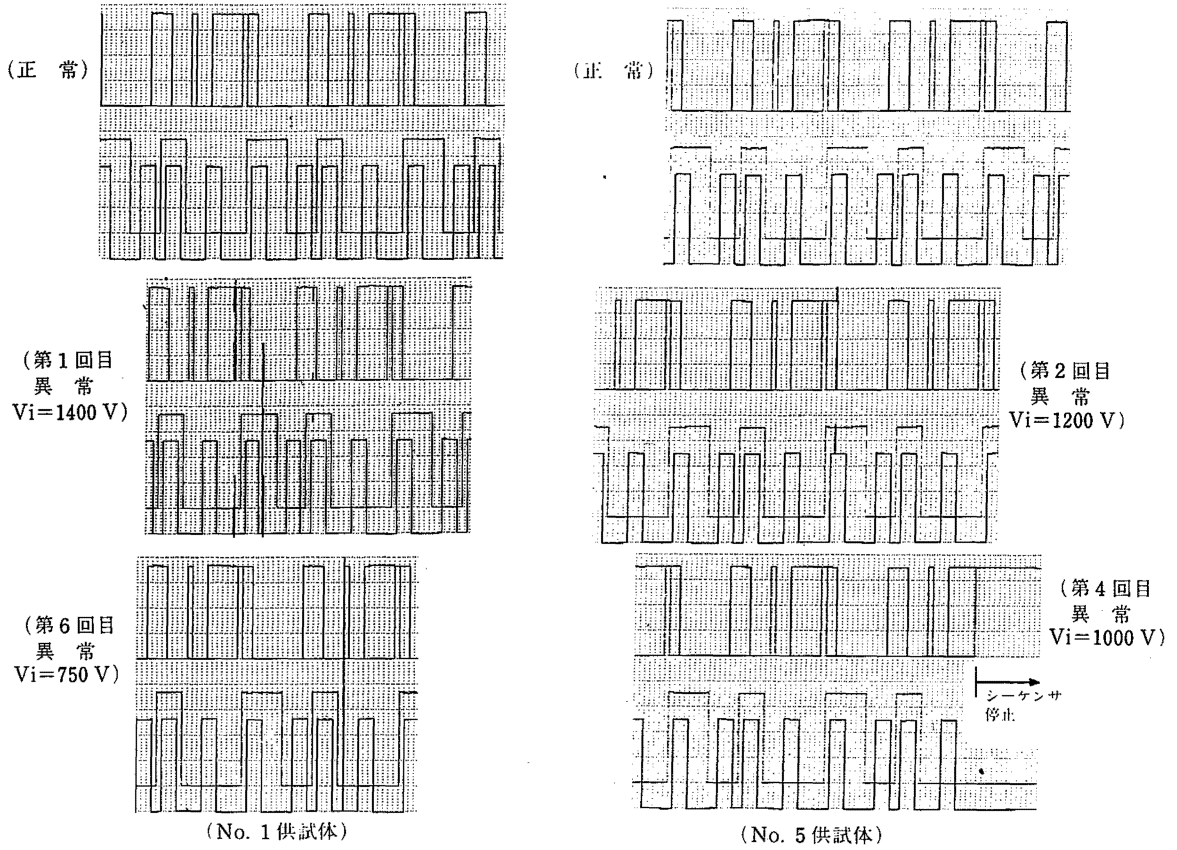 (正　常)
(正　常)
(第1回目
異　常
Vi=1400 V)
(第2回目
異　常
Vi=1200 V)
(第6回目
異　常
Vi=750 V)
(第4回目
異　常
Vi=1000 V)
シーケンサ
停止
(No. 1 供試体)
(No. 5 供試体)